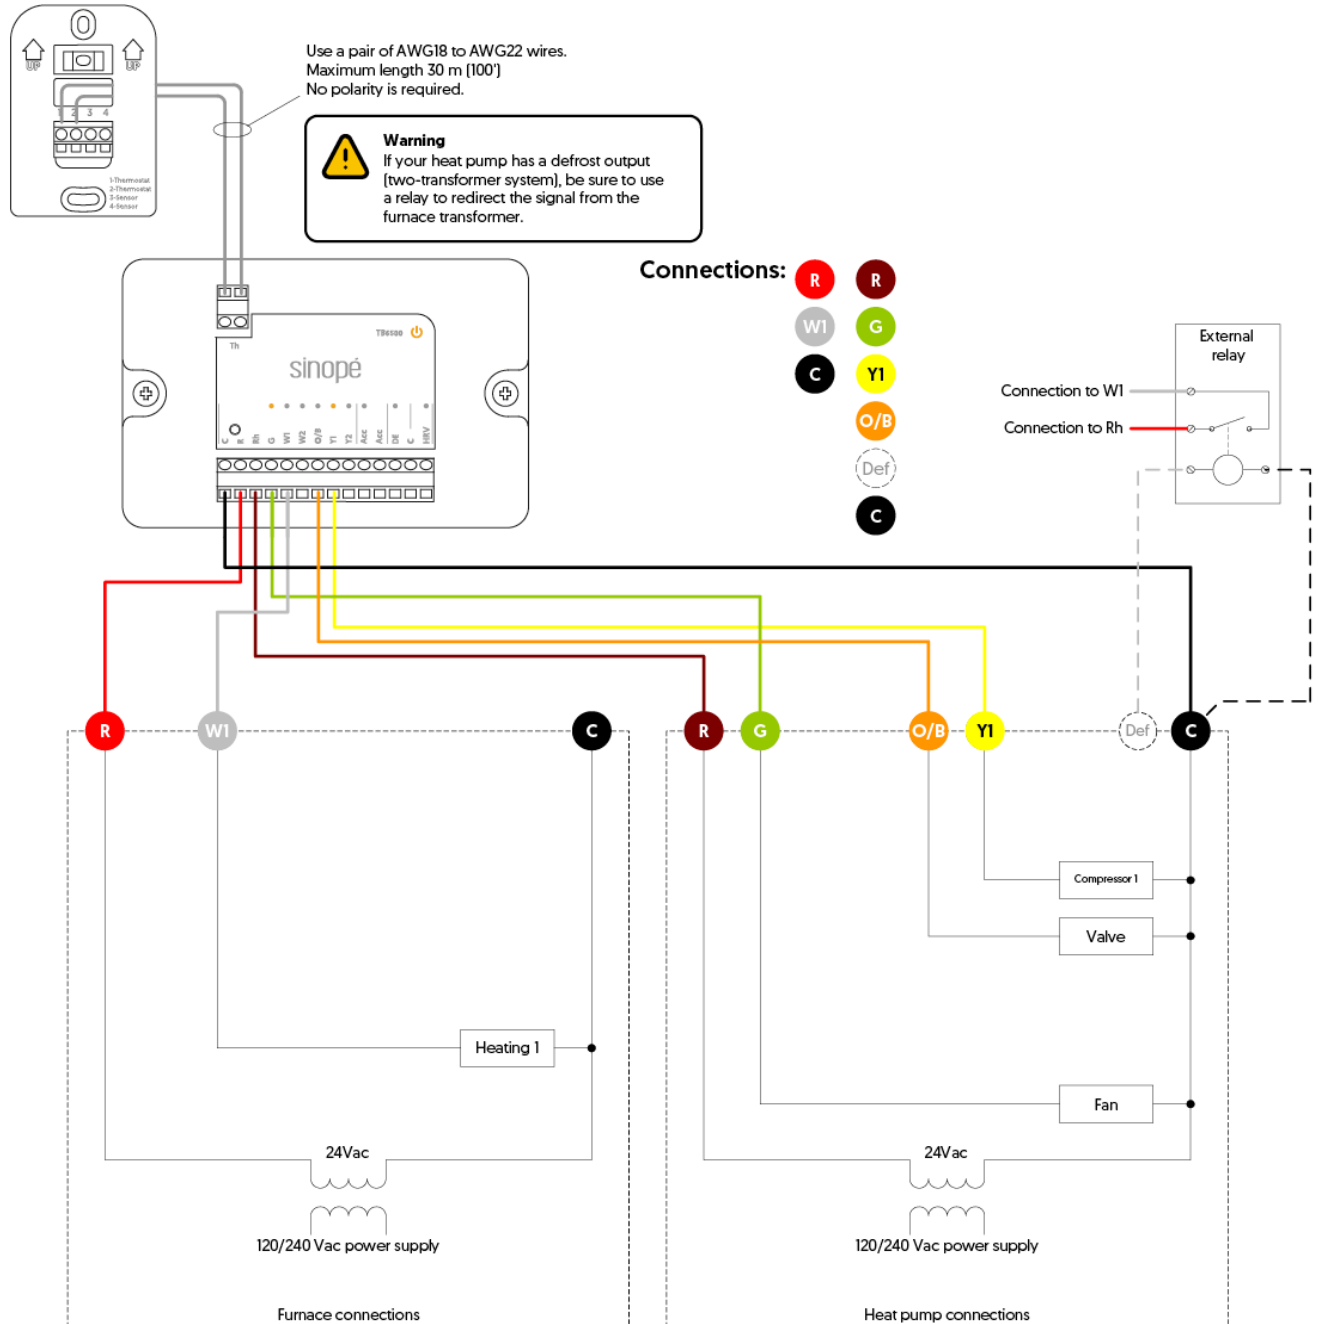 UP
UP
1 2 3 4
1-Thermostat
2-Thermostat
3-Sensor
4-Sensor
Use a pair of AWG18 to AWG22 wires.
Maximum length 30 m (100')
No polarity is required.
Warning
If your heat pump has a defrost output
(two-transformer system), be sure to use
a relay to redirect the signal from the
furnace transformer.
Connections:
R
R
W1
G
C
Y1
O/B
Def
C
Th
TB6500
sinopé
C
R
Rh
G
W1
W2
O/B
Y1
Y2
Acc
Acc
DE
C
HRV
External
relay
Connection to W1
Connection to Rh
R
W1
C
R
G
O/B
Y1
Def
C
Compressor 1
Valve
Heating 1
Fan
24Vac
24Vac
120/240 Vac power supply
120/240 Vac power supply
Furnace connections
Heat pump connections